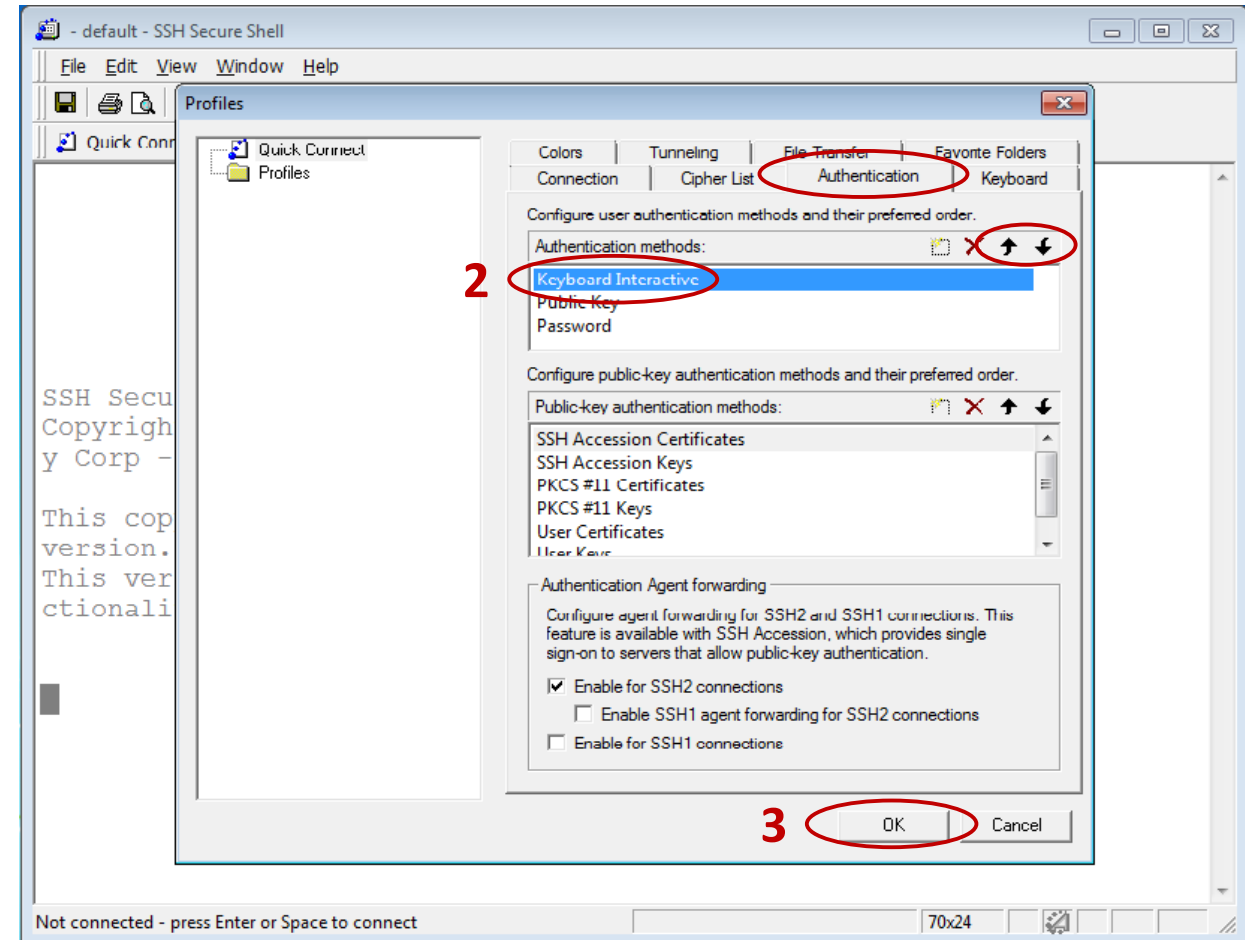 - default - SSH Secure Shell
File Edit View Window Help
Profiles
Quick Conn
Quick Connect
Profiles
Colors Tunneling File Transfer Favorite Folders
Connection Cipher List Authentication Keyboard
Configure user authentication methods and their preferred order.
Authentication methods:
2
Keyboard Interactive
Public Key
Password
Configure public-key authentication methods and their preferred order.
Public-key authentication methods:
SSH Accession Certificates
SSH Accession Keys
PKCS #11 Certificates
PKCS #11 Keys
User Certificates
User Keys
Authentication Agent forwarding
Configure agent forwarding for SSH2 and SSH1 connections. This
feature is available with SSH Accession, which provides single
sign-on to servers that allow public-key authentication.
Enable for SSH2 connections
Enable SSH1 agent forwarding for SSH2 connections
Enable for SSH1 connections
3
OK Cancel
SSH Secu
Copyrigh
y Corp -
This cop
version.
This ver
ctionali
Not connected - press Enter or Space to connect
70x24